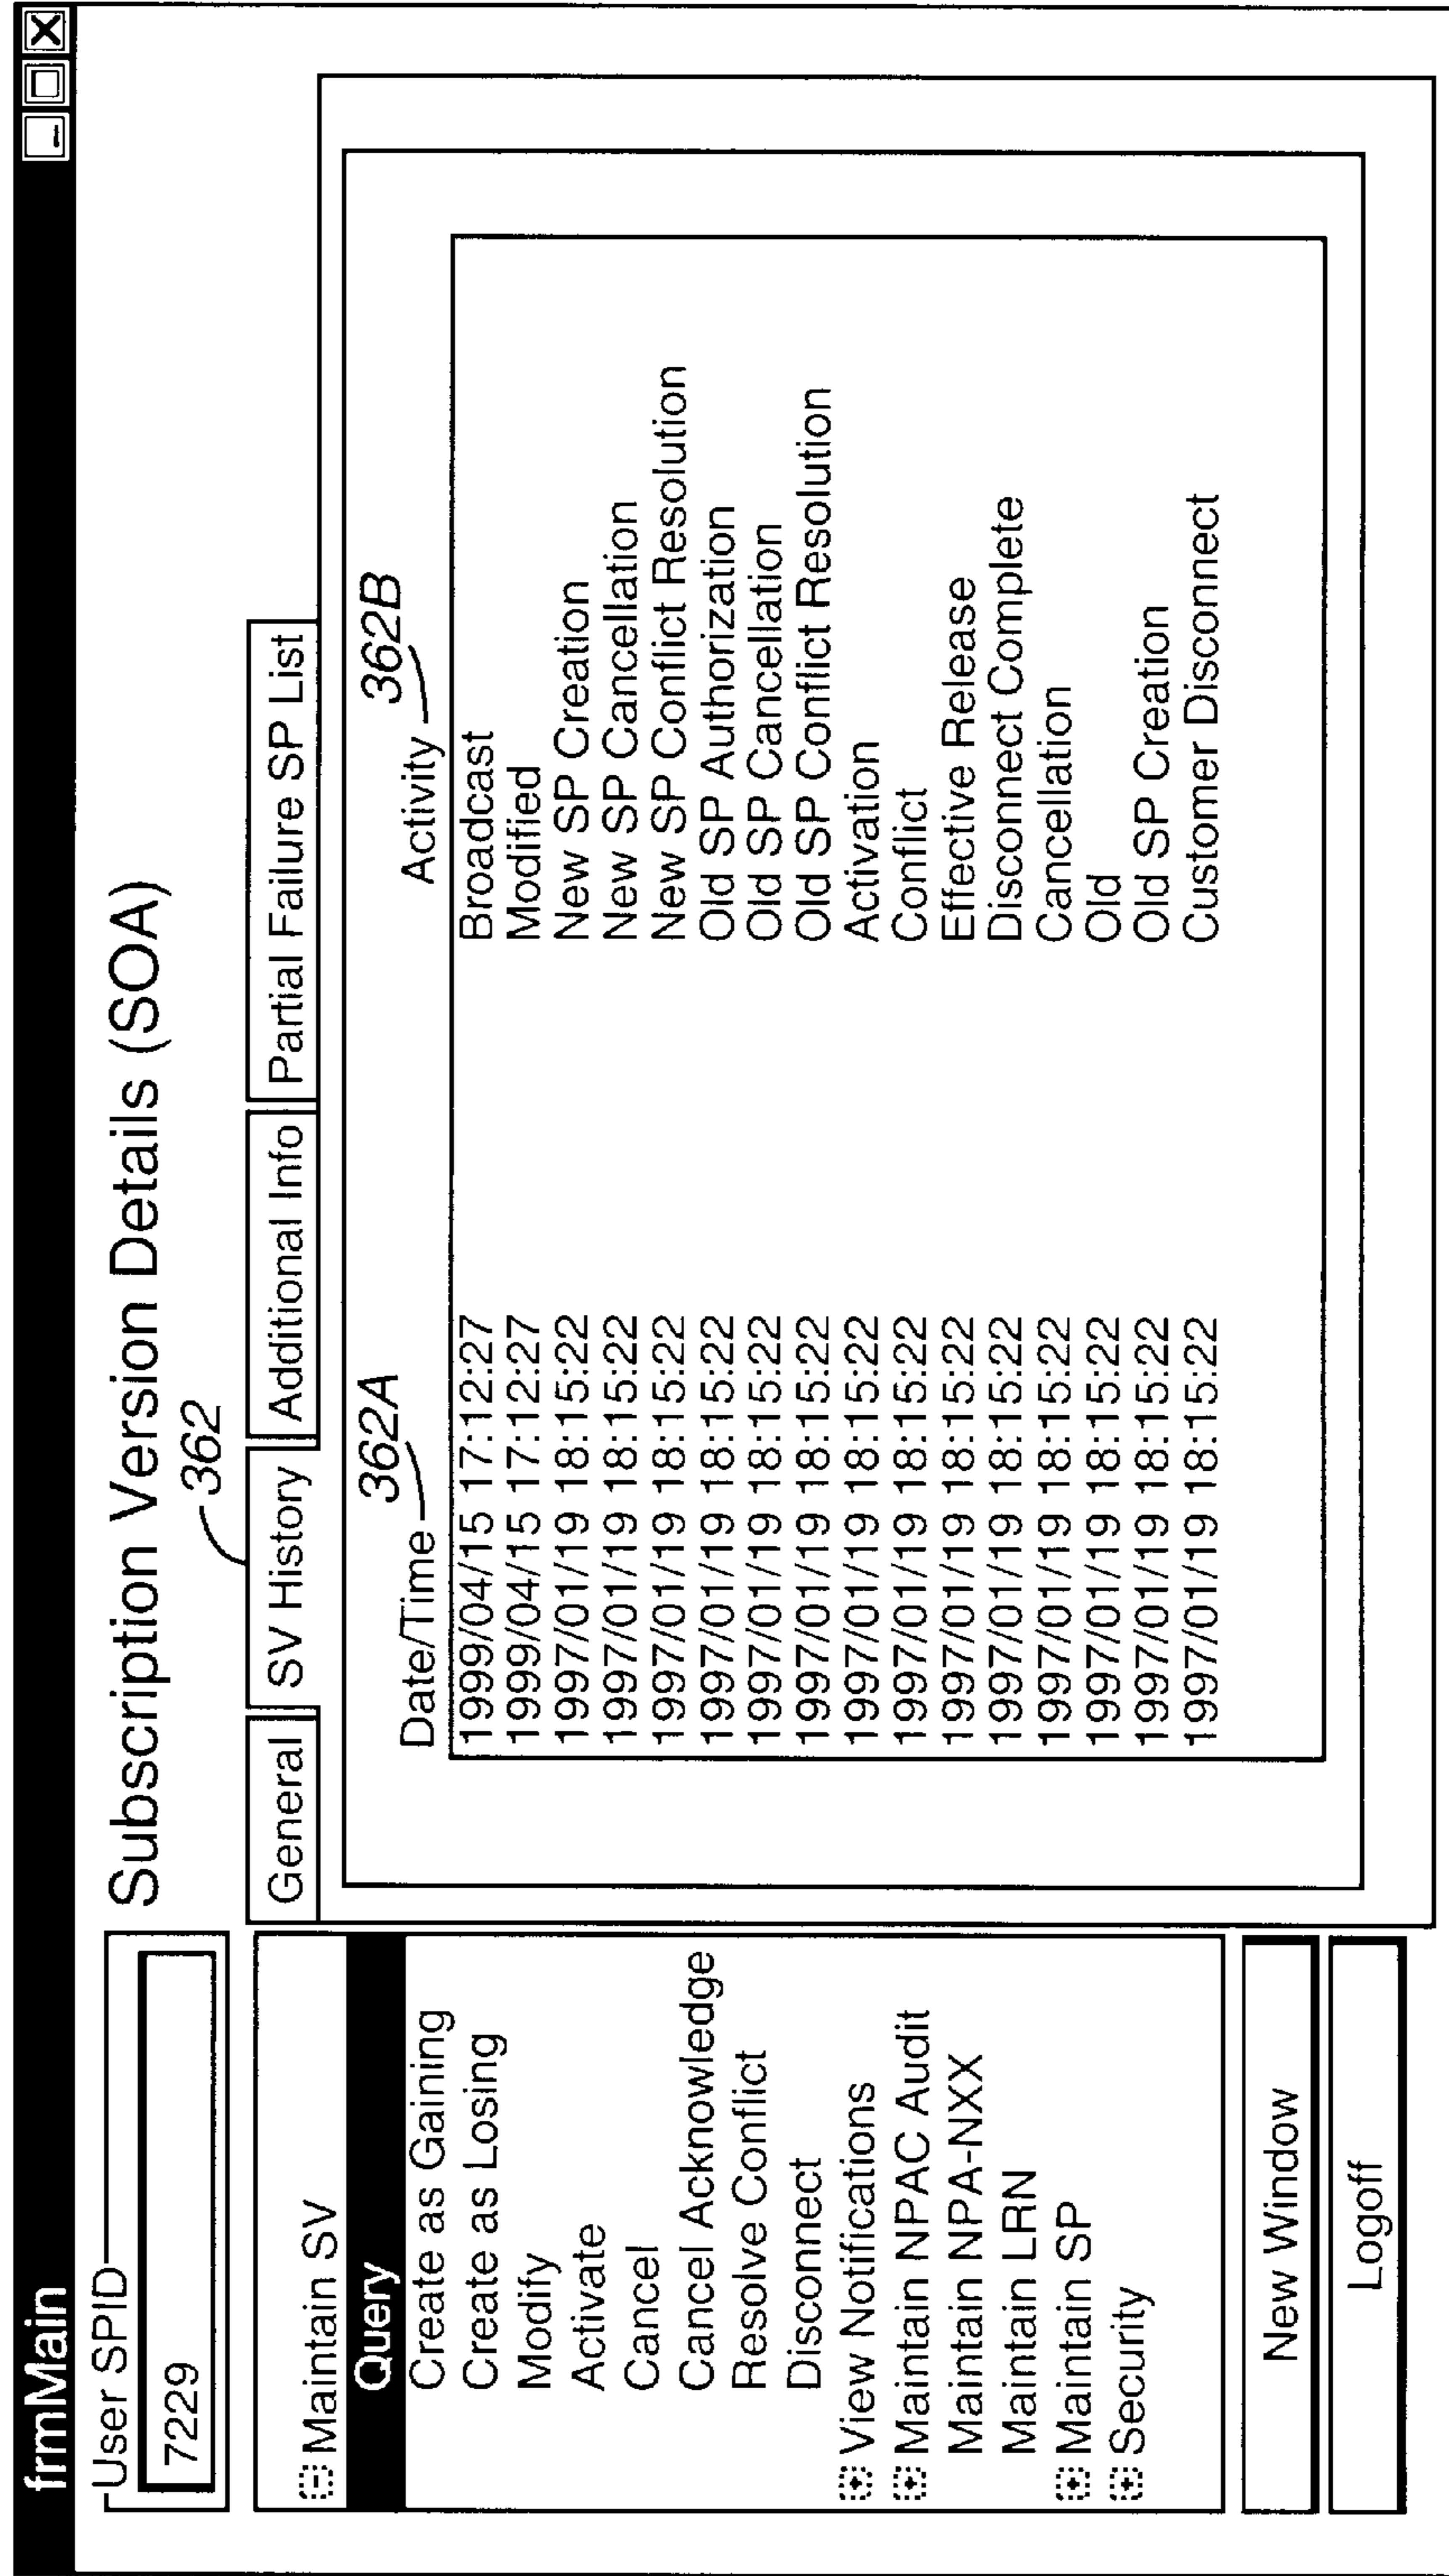 frmMain
User SPID
7229
Subscription Version Details (SOA)
362
General
SV History
Additional Info
Partial Failure SP List
Maintain SV
Query
Create as Gaining
Create as Losing
Modify
Activate
Cancel
Cancel Acknowledge
Resolve Conflict
Disconnect
View Notifications
Maintain NPAC Audit
Maintain NPA-NXX
Maintain LRN
Maintain SP
Security
New Window
Logoff
362A
362B
Date/Time Activity
1999/04/15 17:12:27 Broadcast
1999/04/15 17:12:27 Modified
1997/01/19 18:15:22 New SP Creation
1997/01/19 18:15:22 New SP Cancellation
1997/01/19 18:15:22 New SP Conflict Resolution
1997/01/19 18:15:22 Old SP Authorization
1997/01/19 18:15:22 Old SP Cancellation
1997/01/19 18:15:22 Old SP Conflict Resolution
1997/01/19 18:15:22 Activation
1997/01/19 18:15:22 Conflict
1997/01/19 18:15:22 Effective Release
1997/01/19 18:15:22 Disconnect Complete
1997/01/19 18:15:22 Cancellation
1997/01/19 18:15:22 Old
1997/01/19 18:15:22 Old SP Creation
1997/01/19 18:15:22 Customer Disconnect